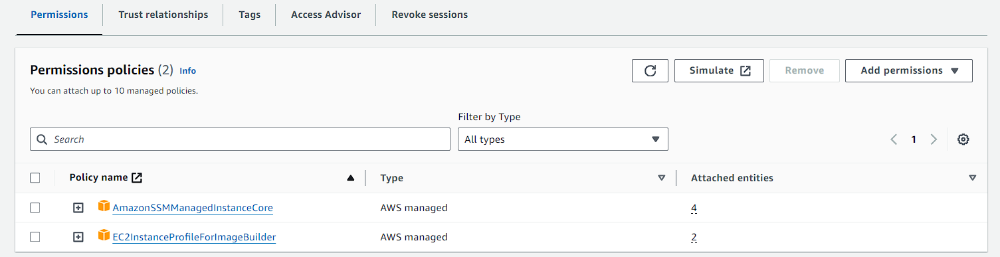 Permissions Trust relationships Tags Access Advisor Revoke sessions
Permissions policies (2) Info
Simulate Remove Add permissions
You can attach up to 10 managed policies.
Filter by Type
Search All types 1
Policy name Type Attached entities
AmazonSSMManagedInstanceCore AWS managed 4
EC2InstanceProfileForImageBuilder AWS managed 2